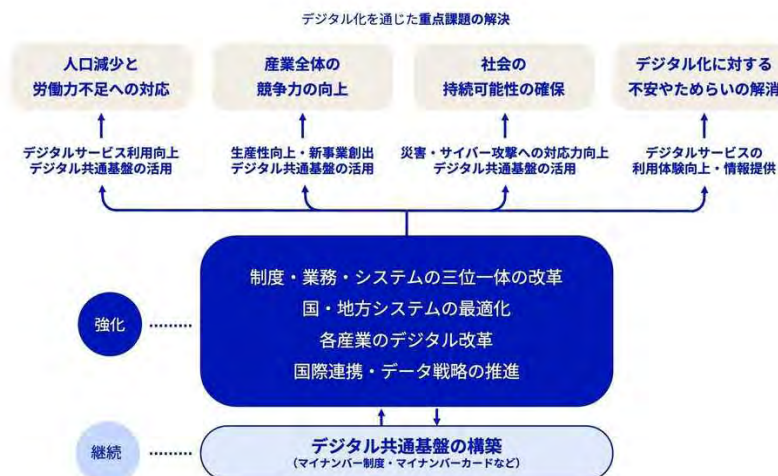 デジタル化を通じた重点課題の解決
人口減少と
労働力不足への対応
産業全体の
競争力の向上
社会の
持続可能性の確保
デジタル化に対する
不安やためらいの解消
デジタルサービス利用向上
デジタル共通基盤の活用
生産性向上・新事業創出
デジタル共通基盤の活用
災害・サイバー攻撃への対応力向上
デジタル共通基盤の活用
デジタルサービスの
利用体験向上・情報提供
強化
制度・業務・システムの三位一体の改革
国・地方システムの最適化
各産業のデジタル改革
国際連携・データ戦略の推進
継続
デジタル共通基盤の構築
（マイナンバー制度・マイナンバーカードなど）